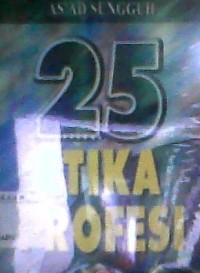 AS'AD SUNGGUH
25
ETIKA
PROFESI